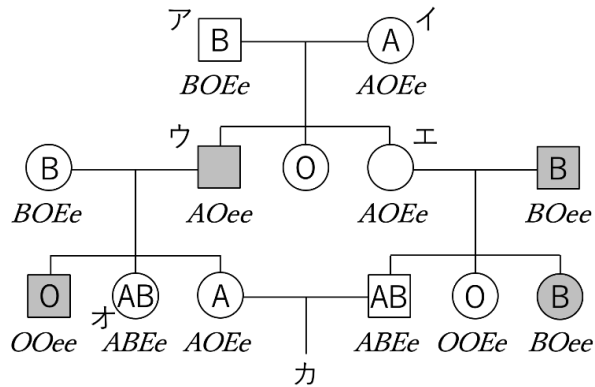 ア B A イ
BOEe AOEe
ウ エ
B O B
BOEe AOee AOEe BOee
O AB A AB O B
オ
OOee ABEe AOEe ABEe OOEe BOee
カ